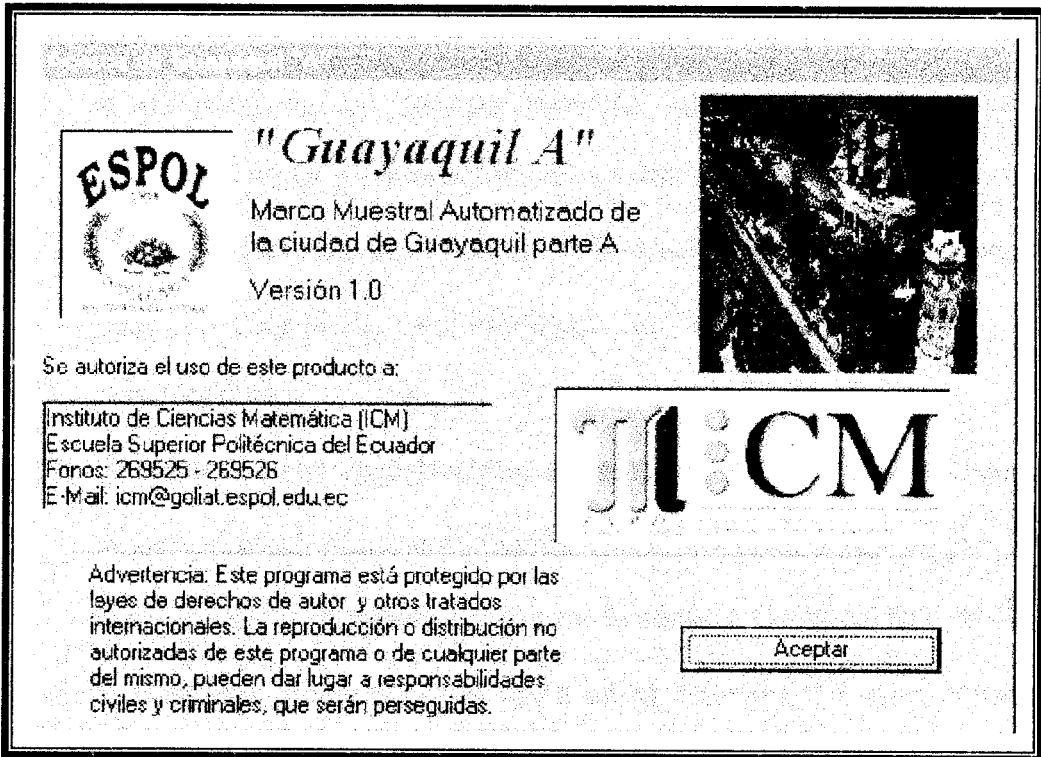 ESPOL
"Guayaquil A"
Marco Muestral Automatizado de
la ciudad de Guayaquil parte A
Versión 1.0
Se autoriza el uso de este producto a:
Instituto de Ciencias Matemática (ICM)
Escuela Superior Politécnica del Ecuador
Fonos: 269525 - 269526
E-Mail: icm@goliat.espol.edu.ec
ICM
Advertencia: Este programa está protegido por las
leyes de derechos de autor y otros tratados
internacionales. La reproducción o distribución no
autorizadas de este programa o de cualquier parte
del mismo, pueden dar lugar a responsabilidades
civiles y criminales, que serán perseguidas.
Aceptar